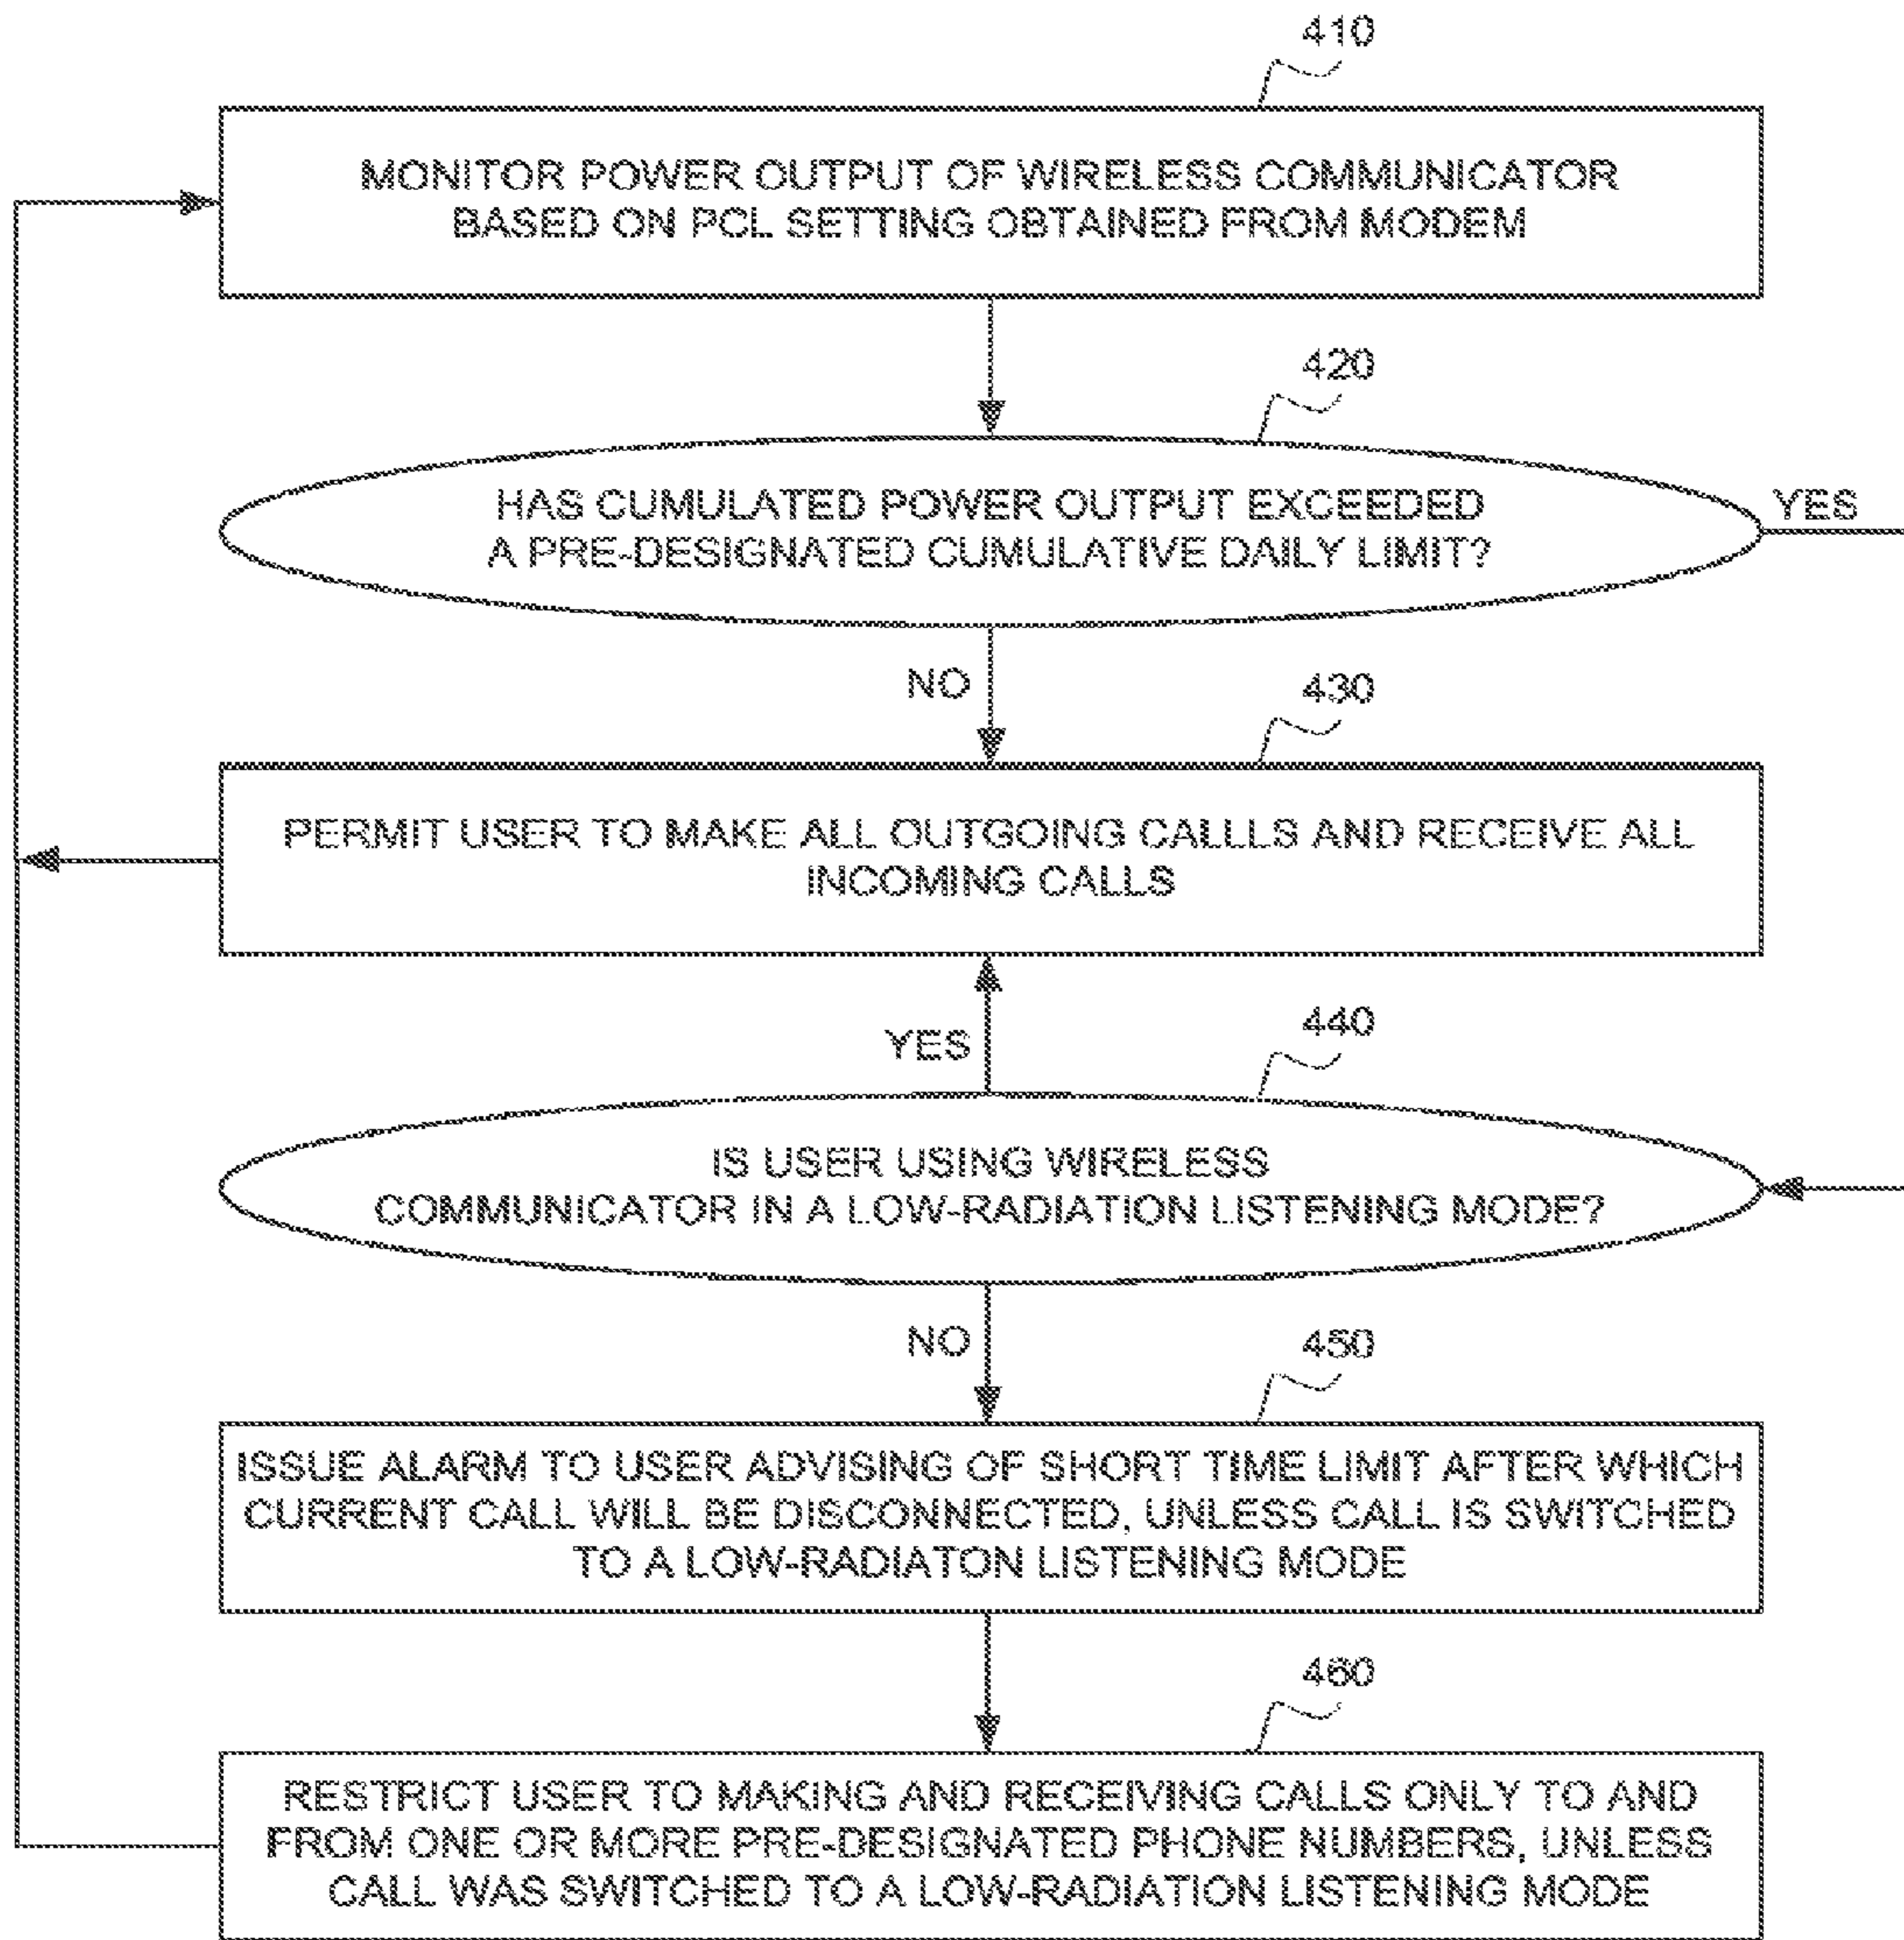 410
MONITOR POWER OUTPUT OF WIRELESS COMMUNICATOR
BASED ON PCL SETTING OBTAINED FROM MODEM
420
HAS CUMULATED POWER OUTPUT EXCEEDED
A PRE-DESIGNATED CUMULATIVE DAILY LIMIT?
YES
NO
430
PERMIT USER TO MAKE ALL OUTGOING CALLLS AND RECEIVE ALL
INCOMING CALLS
YES
440
IS USER USING WIRELESS
COMMUNICATOR IN A LOW-RADIATION LISTENING MODE?
NO
450
ISSUE ALARM TO USER ADVISING OF SHORT TIME LIMIT AFTER WHICH
CURRENT CALL WILL BE DISCONNECTED, UNLESS CALL IS SWITCHED
TO A LOW-RADIATON LISTENING MODE
460
RESTRICT USER TO MAKING AND RECEIVING CALLS ONLY TO AND
FROM ONE OR MORE PRE-DESIGNATED PHONE NUMBERS, UNLESS
CALL WAS SWITCHED TO A LOW-RADIATION LISTENING MODE